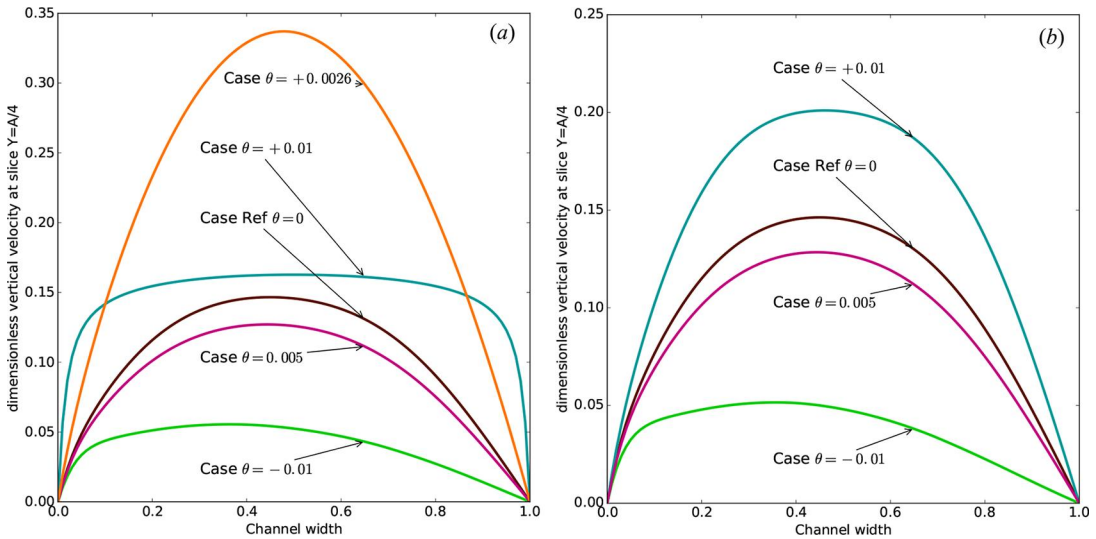 (a)
0.35
0.30
0.25
0.20
0.15
0.10
0.05
0.00
dimensionless vertical velocity at slice Y=A/4
Case θ=+0.0026
Case θ=+0.01
Case Ref θ=0
Case θ=0.005
Case θ=−0.01
0.0 0.2 0.4 0.6 0.8 1.0
Channel width
(b)
0.25
0.20
0.15
0.10
0.05
0.00
dimensionless vertical velocity at slice Y=A/4
Case θ=+0.01
Case Ref θ=0
Case θ=0.005
Case θ=−0.01
0.0 0.2 0.4 0.6 0.8 1.0
Channel width